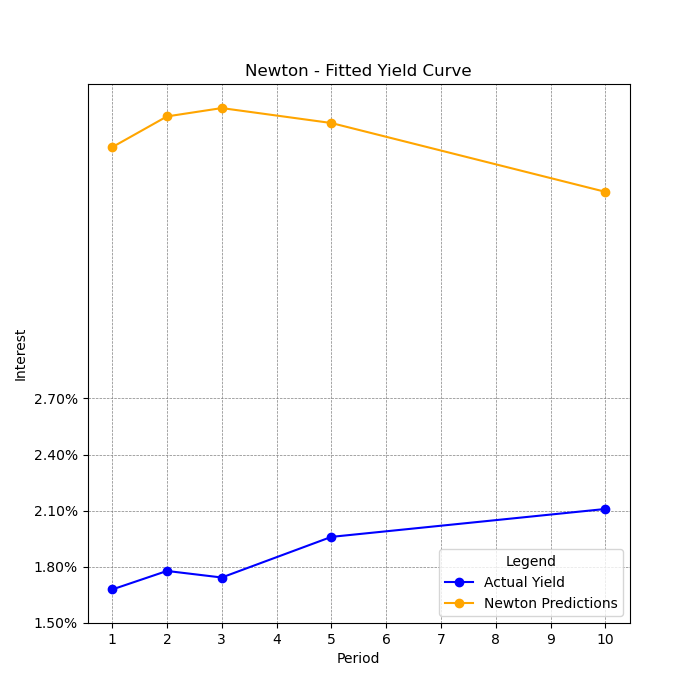 Newton - Fitted Yield Curve
Interest
2.70%
2.40%
2.10%
1.80%
1.50%
Legend
Actual Yield
Newton Predictions
1 2 3 4 5 6 7 8 9 10
Period